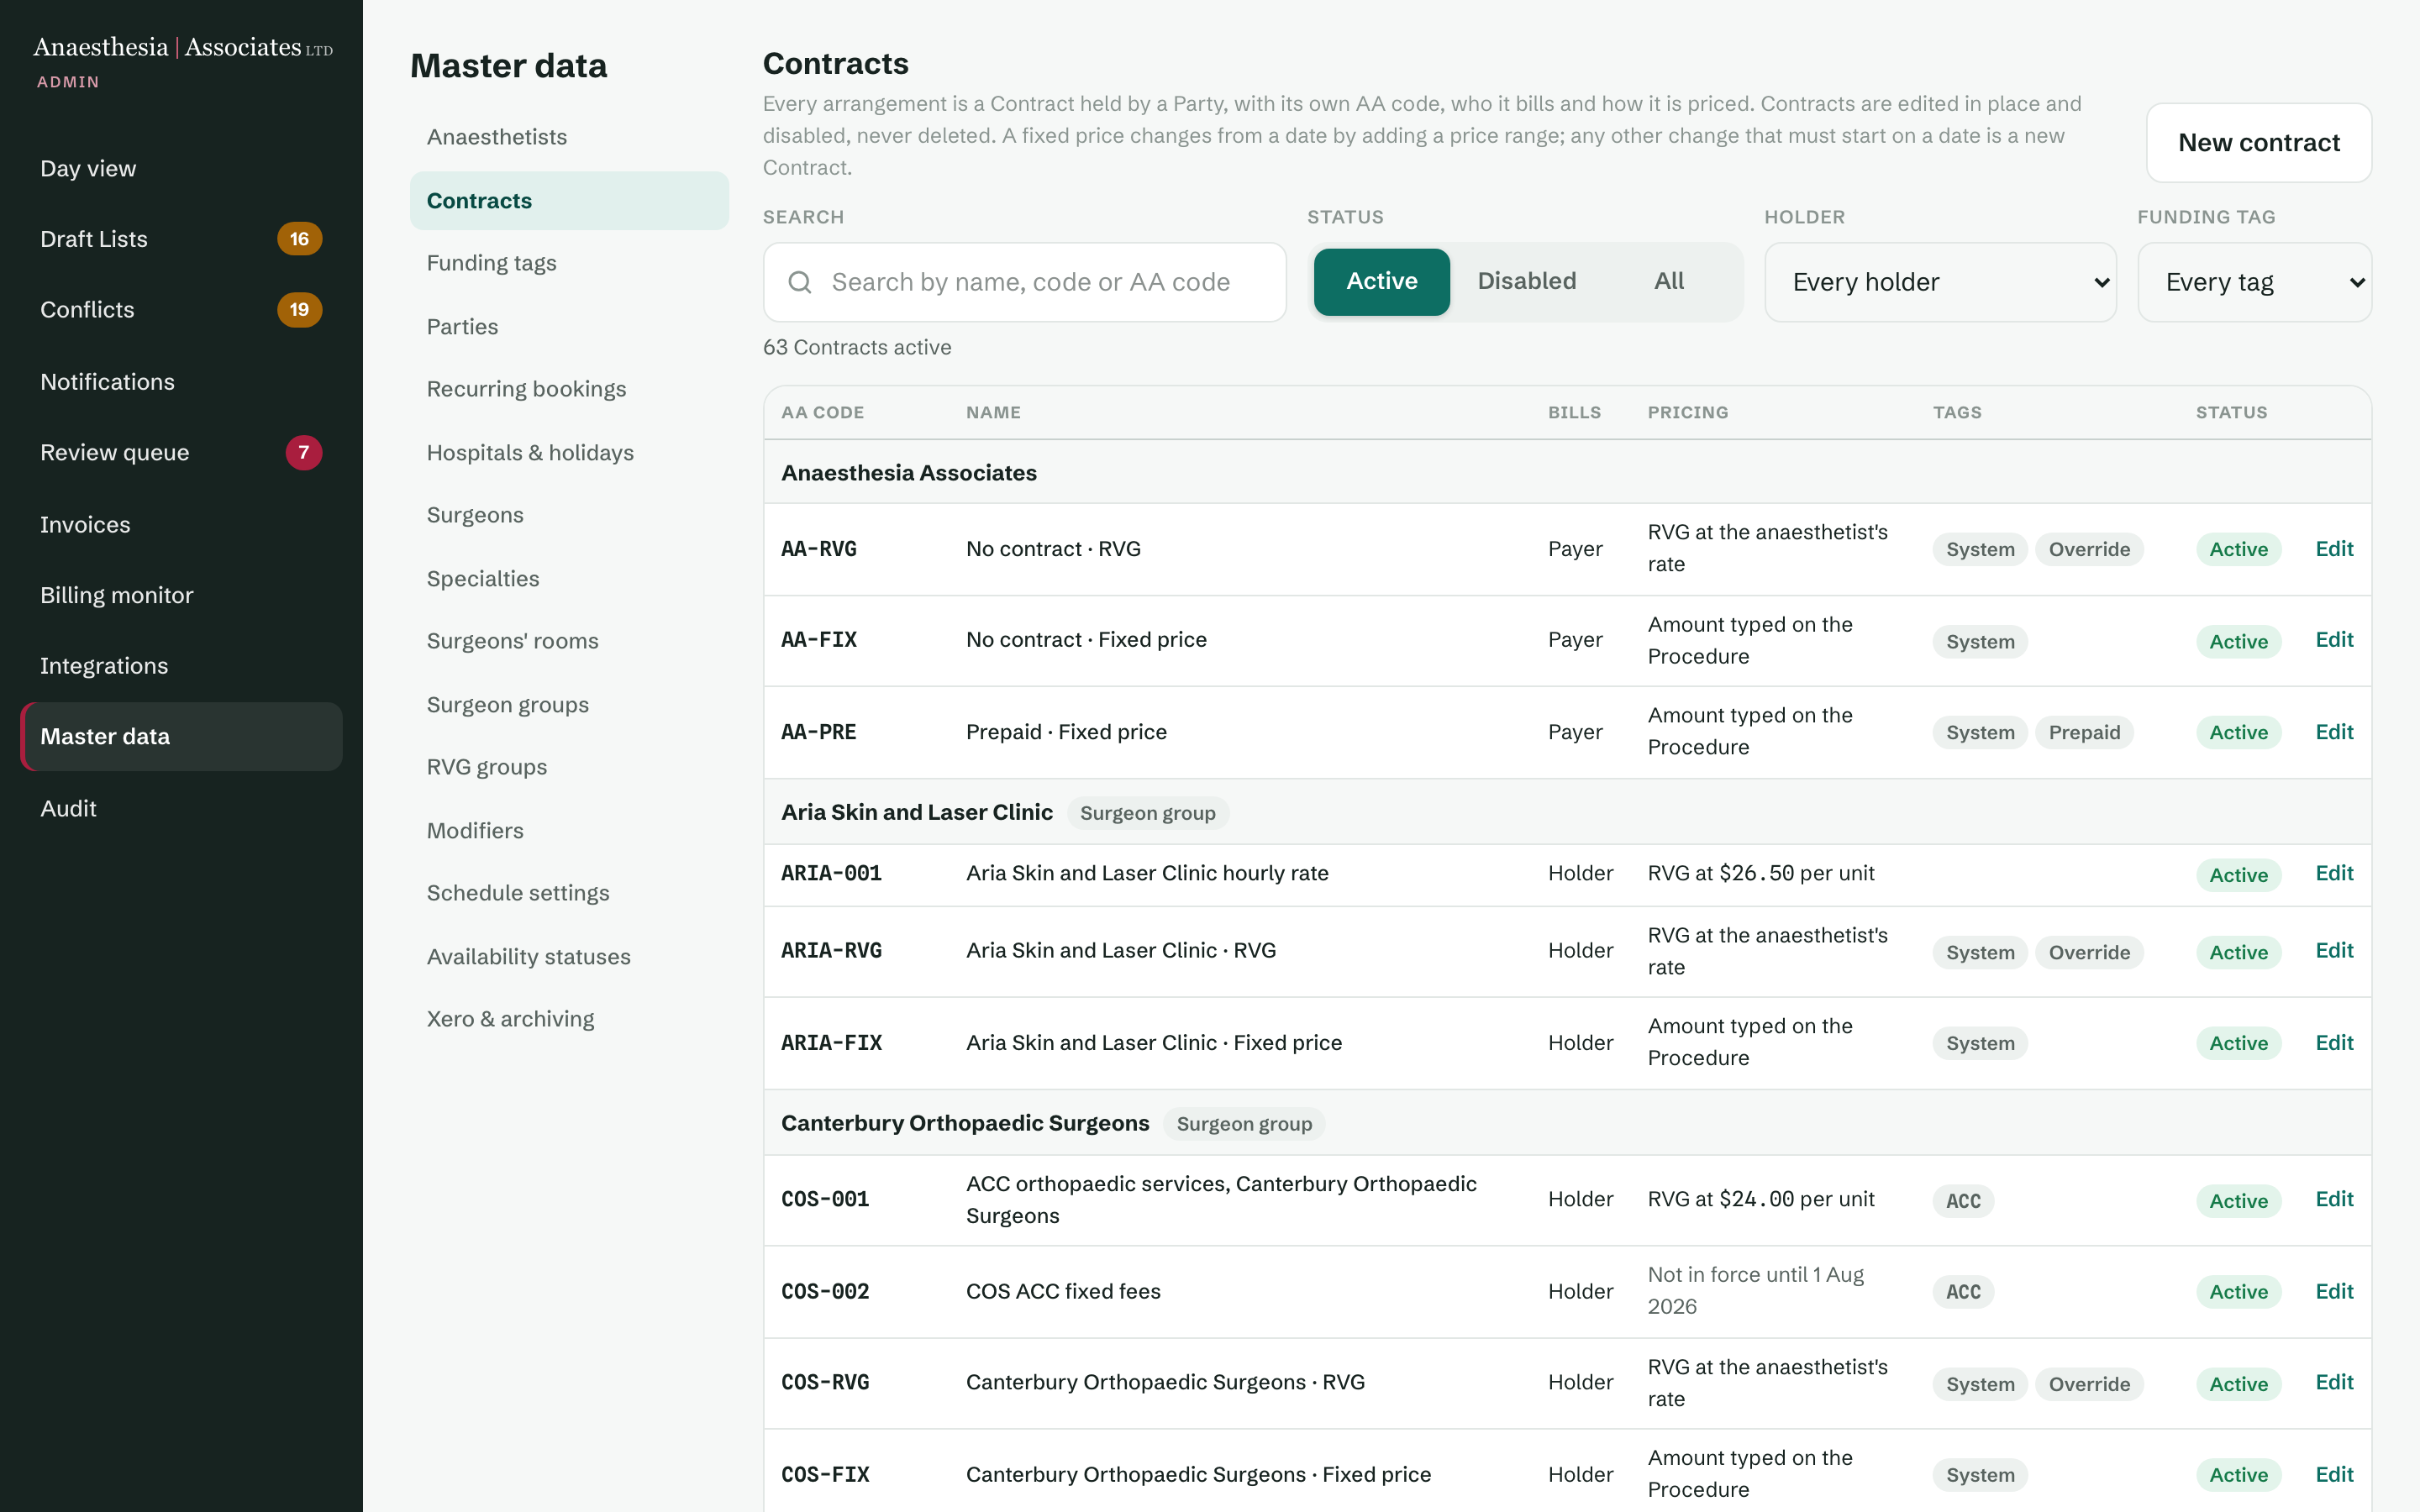 Anaesthesia | Associates LTD
ADMIN
Day view
Draft Lists 16
Conflicts 19
Notifications
Review queue 7
Invoices
Billing monitor
Integrations
Master data
Audit
Master data
Anaesthetists
Contracts
Funding tags
Parties
Recurring bookings
Hospitals & holidays
Surgeons
Specialties
Surgeons' rooms
Surgeon groups
RVG groups
Modifiers
Schedule settings
Availability statuses
Xero & archiving
Contracts
Every arrangement is a Contract held by a Party, with its own AA code, who it bills and how it is priced. Contracts are edited in place and
disabled, never deleted. A fixed price changes from a date by adding a price range; any other change that must start on a date is a new
Contract.
New contract
SEARCH STATUS HOLDER FUNDING TAG
Search by name, code or AA code Active Disabled All Every holder Every tag
63 Contracts active
AA CODE NAME BILLS PRICING TAGS STATUS
Anaesthesia Associates
AA-RVG No contract · RVG Payer RVG at the anaesthetist's
rate System Override Active Edit
AA-FIX No contract · Fixed price Payer Amount typed on the
Procedure System Active Edit
AA-PRE Prepaid · Fixed price Payer Amount typed on the
Procedure System Prepaid Active Edit
Aria Skin and Laser Clinic Surgeon group
ARIA-001 Aria Skin and Laser Clinic hourly rate Holder RVG at $26.50 per unit Active Edit
ARIA-RVG Aria Skin and Laser Clinic · RVG Holder RVG at the anaesthetist's
rate System Override Active Edit
ARIA-FIX Aria Skin and Laser Clinic · Fixed price Holder Amount typed on the
Procedure System Active Edit
Canterbury Orthopaedic Surgeons Surgeon group
COS-001 ACC orthopaedic services, Canterbury Orthopaedic
Surgeons Holder RVG at $24.00 per unit ACC Active Edit
COS-002 COS ACC fixed fees Holder Not in force until 1 Aug
2026 ACC Active Edit
COS-RVG Canterbury Orthopaedic Surgeons · RVG Holder RVG at the anaesthetist's
rate System Override Active Edit
COS-FIX Canterbury Orthopaedic Surgeons · Fixed price Holder Amount typed on the
Procedure System Active Edit